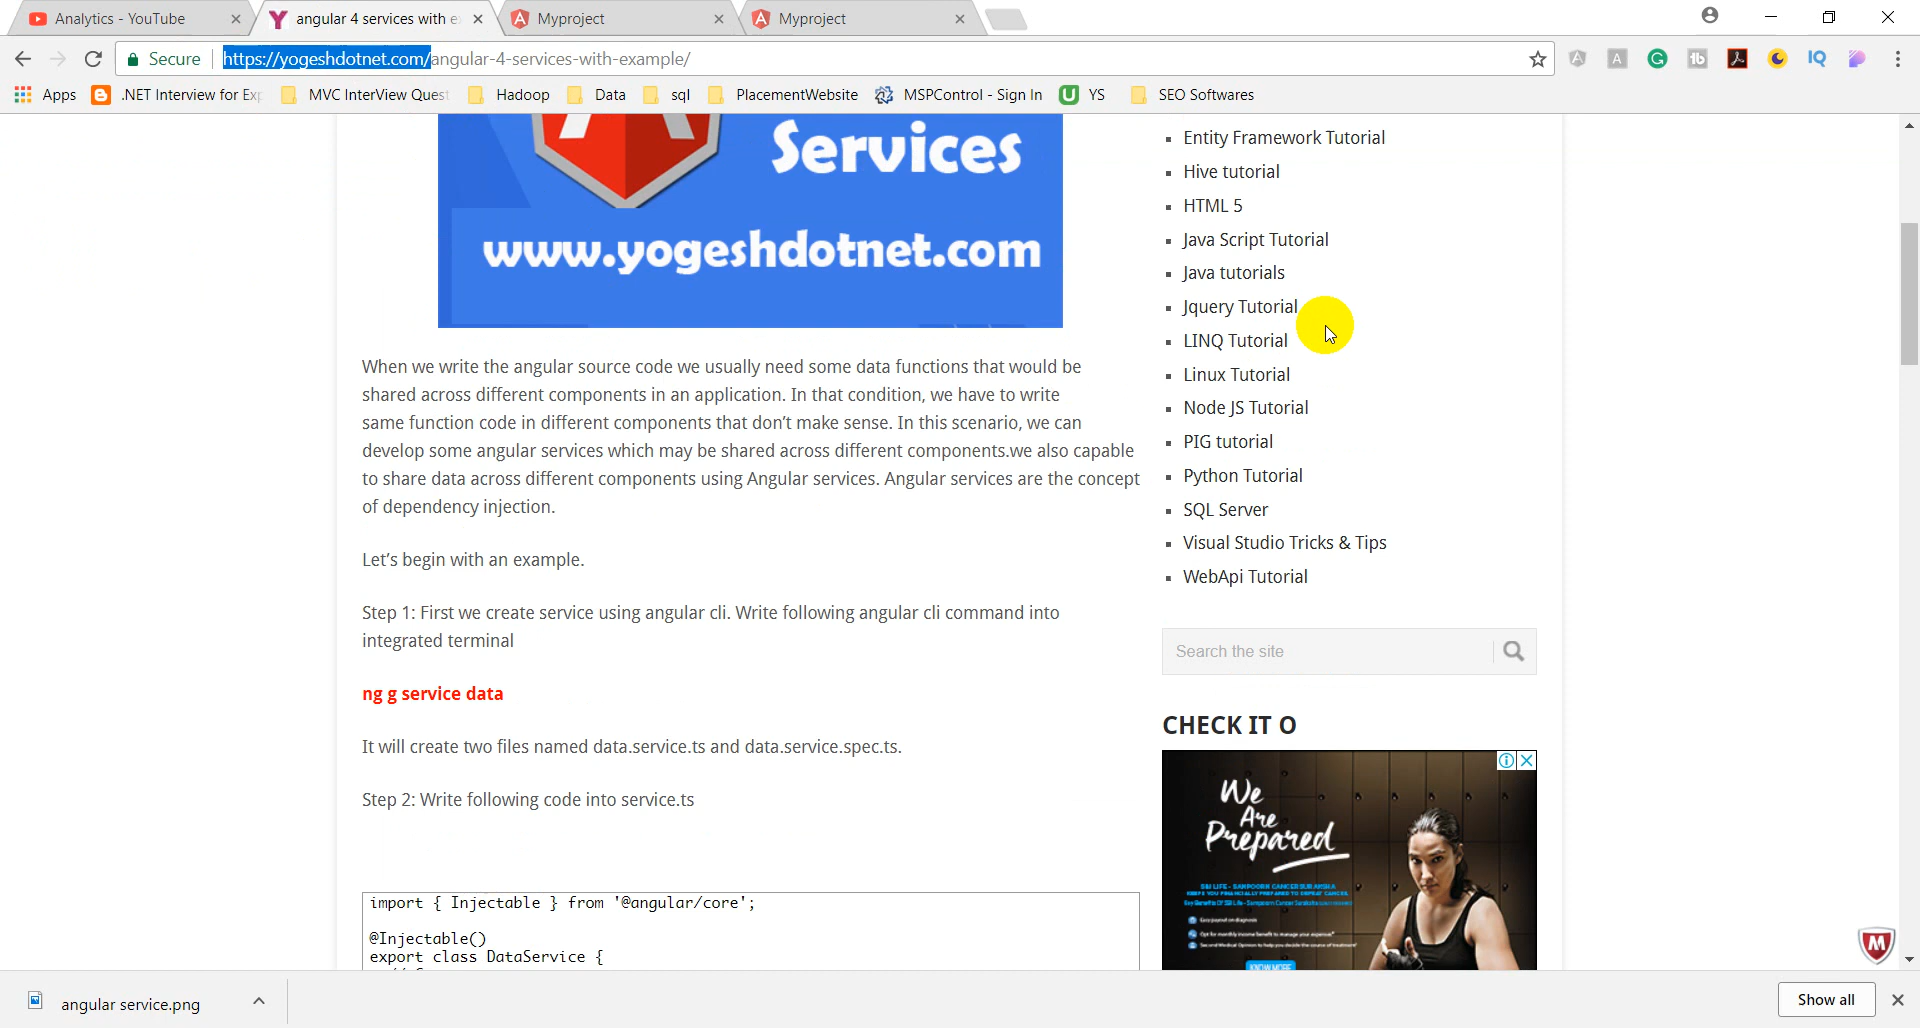 Analytics - YouTube
angular 4 services with e
Myproject
Myproject
Secure
https://yogeshdotnet.com/angular-4-services-with-example/
Apps
.NET Interview for Exp
MVC InterView Quest
Hadoop
Data
sql
PlacementWebsite
MSPControl - Sign In
YS
SEO Softwares
Services
www.yogeshdotnet.com
When we write the angular source code we usually need some data functions that would be
shared across different components in an application. In that condition, we have to write
same function code in different components that don’t make sense. In this scenario, we can
develop some angular services which may be shared across different components.we also capable
to share data across different components using Angular services. Angular services are the concept
of dependency injection.
Let’s begin with an example.
Step 1: First we create service using angular cli. Write following angular cli command into
integrated terminal
ng g service data
It will create two files named data.service.ts and data.service.spec.ts.
Step 2: Write following code into service.ts
import { Injectable } from '@angular/core';
@Injectable()
export class DataService {
Entity Framework Tutorial
Hive tutorial
HTML 5
Java Script Tutorial
Java tutorials
Jquery Tutorial
LINQ Tutorial
Linux Tutorial
Node JS Tutorial
PIG tutorial
Python Tutorial
SQL Server
Visual Studio Tricks & Tips
WebApi Tutorial
Search the site
CHECK IT O
We
Are
Prepared
SBI LIFE - SAMPOORN CANCER SURAKSHA
KNOW MORE
angular service.png
Show all